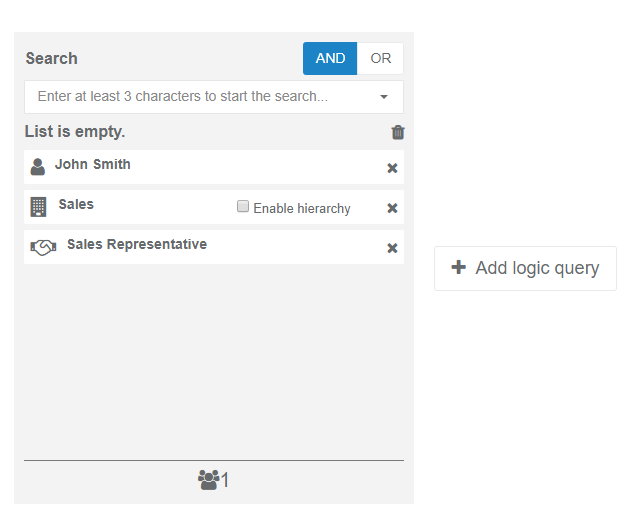 Search
AND OR
Enter at least 3 characters to start the search...
List is empty.
John Smith
Sales Enable hierarchy
Sales Representative
Add logic query
1